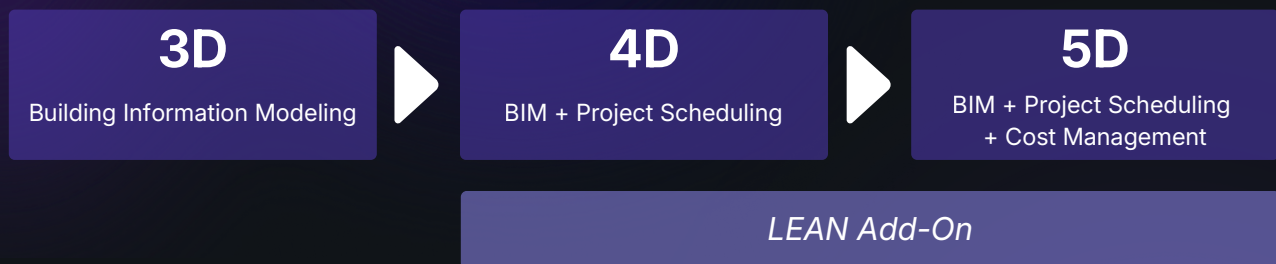 3D
Building Information Modeling
4D
BIM + Project Scheduling
5D
BIM + Project Scheduling
+ Cost Management
LEAN Add-On